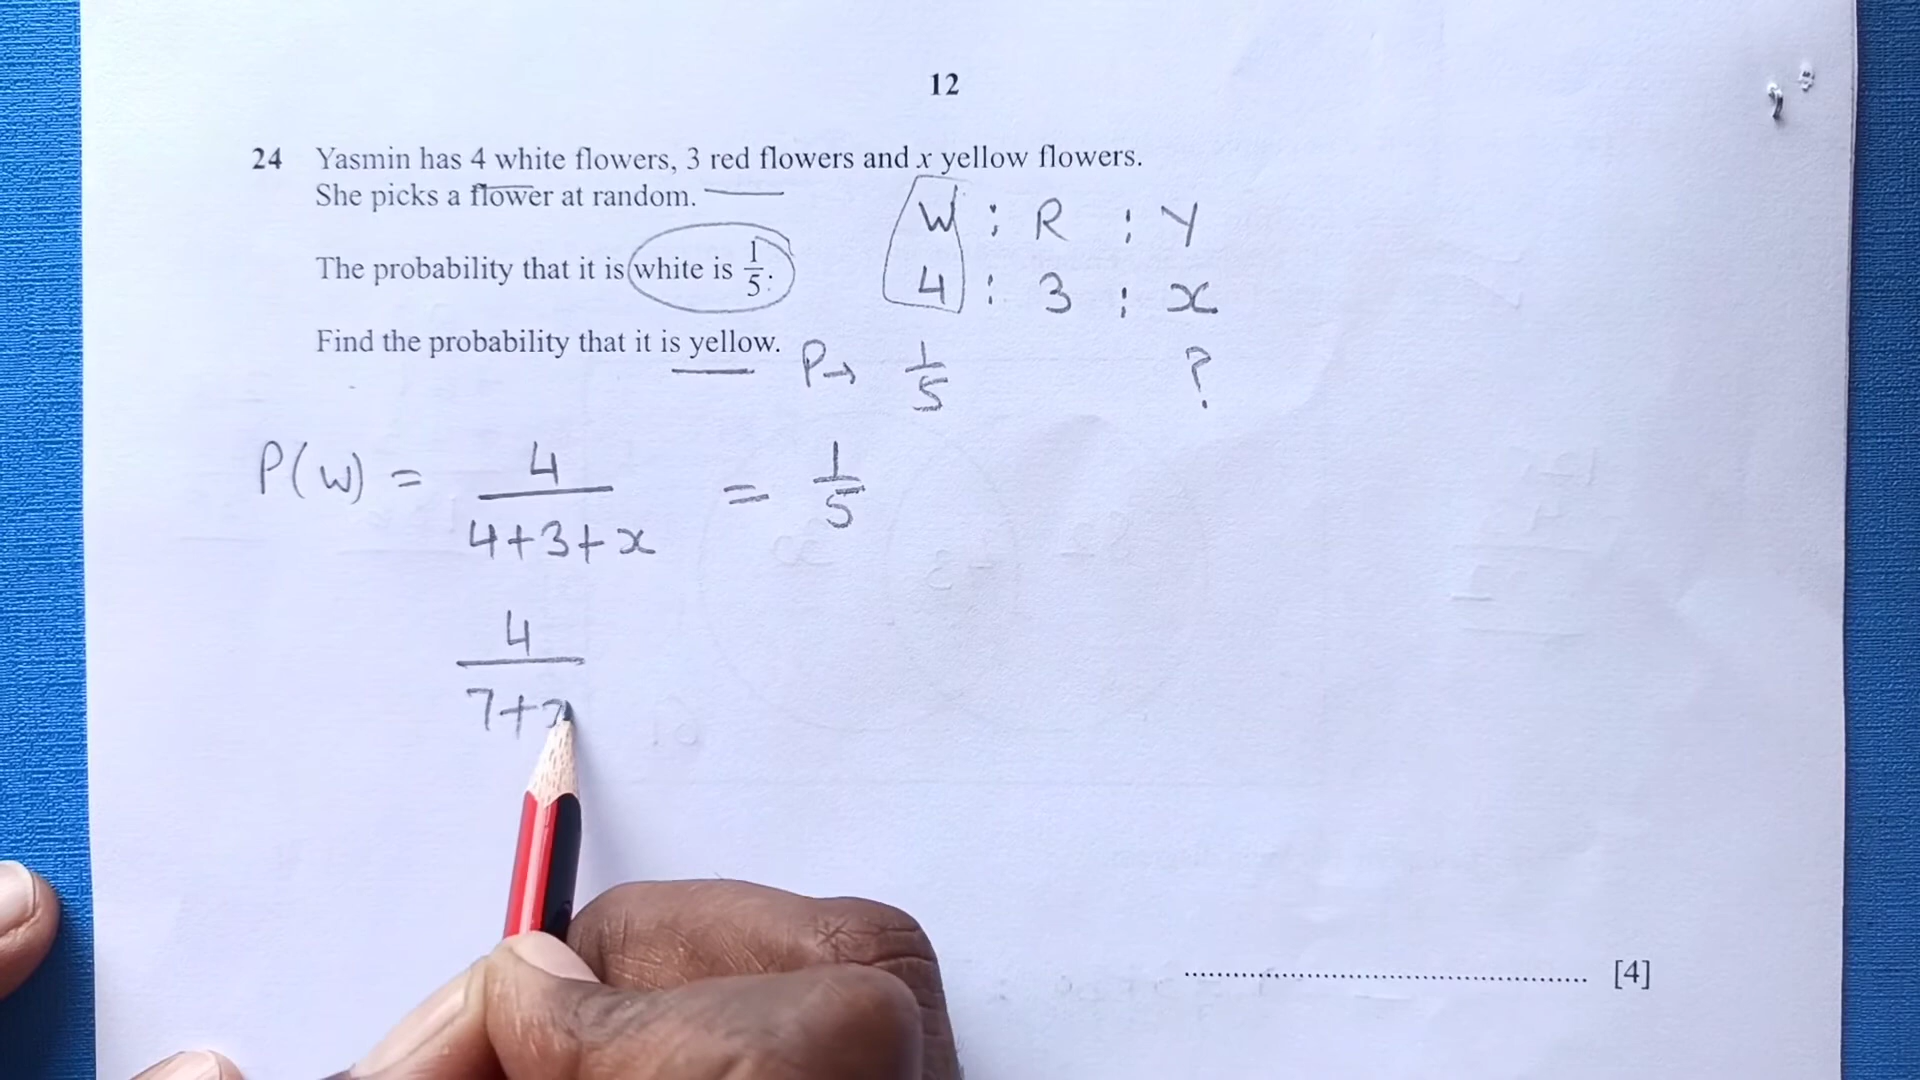 12
24 Yasmin has 4 white flowers, 3 red flowers and x yellow flowers.
She picks a flower at random.
W : R : Y
The probability that it is white is 1/5.
4 : 3 : x
Find the probability that it is yellow.
P→ 1/5 ?
P(W) = 4/(4+3+x) = 1/5
4/(7+x
[4]